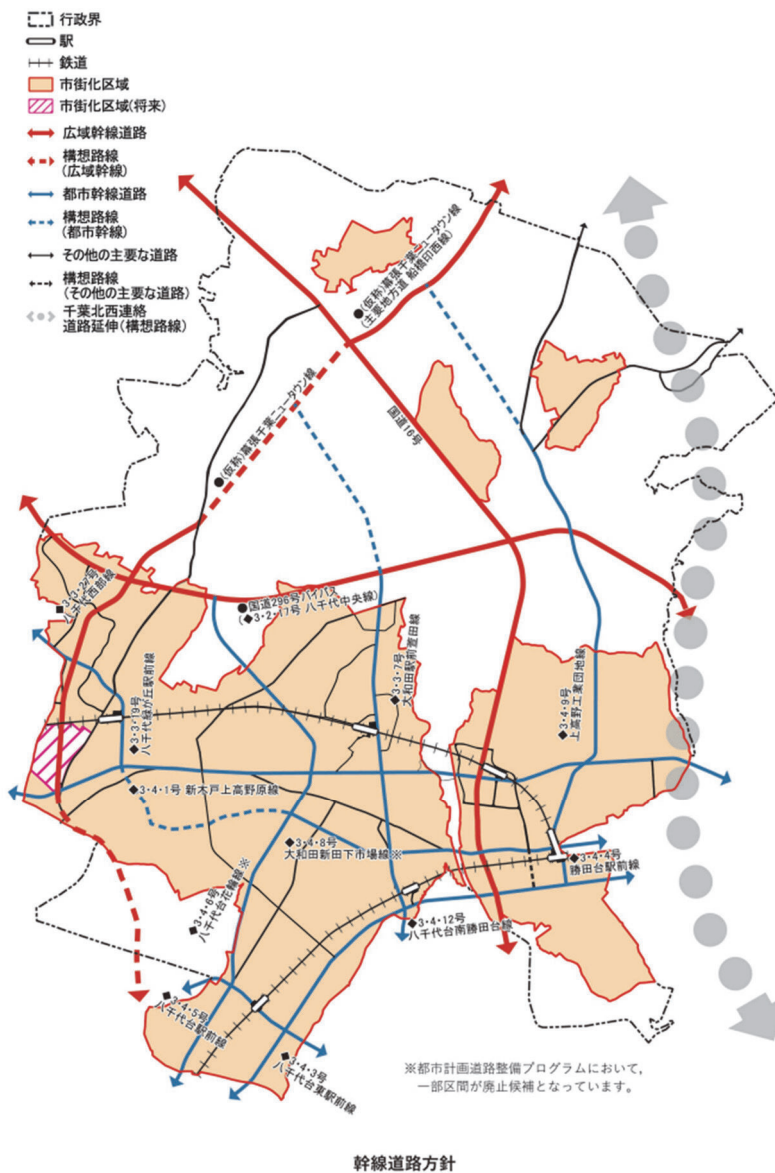 行政界
駅
鉄道
市街化区域
市街化区域(将来)
広域幹線道路
構想路線
(広域幹線)
都市幹線道路
構想路線
(都市幹線)
その他の主要な道路
構想路線
(その他の主要な道路)
千葉北西連絡
道路延伸(構想路線)
●(仮称)幕張千葉ニュータウン線
(主要地方道 船橋印西線)
国道16号
●(仮称)幕張千葉ニュータウン線
■3・3・27号
八千代西部線
●国道296号バイパス
(◆3・2・17号 八千代中央線)
◆3・3・7号
大和田駅前萱田線
◆3・3・19号
八千代緑が丘駅前線
◆3・4・9号
上高野工業団地線
◆3・4・1号 新木戸上高野原線
◆3・4・8号
大和田新田下市場線※
◆3・4・4号
勝田台駅前線
■3・4・6号
八千代台花輪線※
◆3・4・12号
八千代台南勝田台線
■3・4・5号
八千代台駅前線
■3・4・3号
八千代台東駅前線
※都市計画道路整備プログラムにおいて、
一部区間が廃止候補となっています。
幹線道路方針